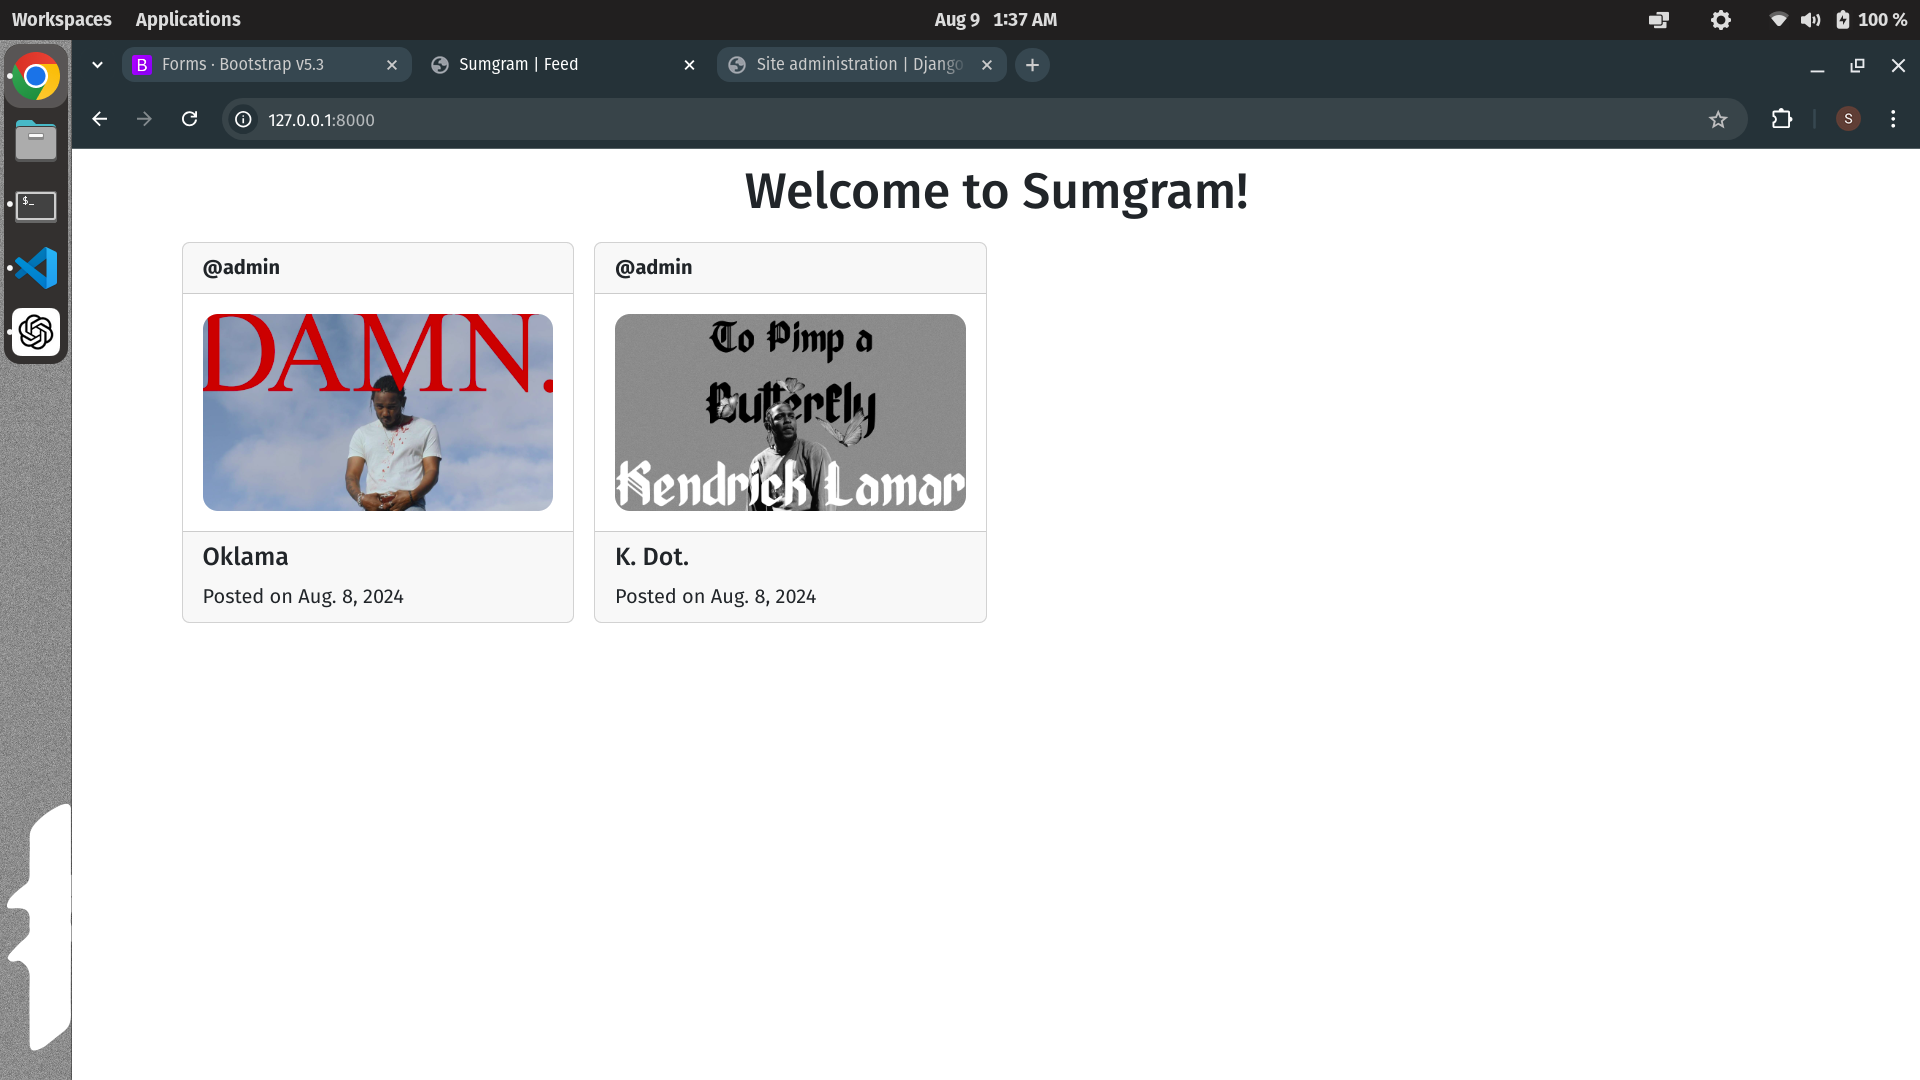 Workspaces Applications Aug 9 1:37 AM 100 %
B Forms · Bootstrap v5.3 Sumgram | Feed Site administration | Django
127.0.0.1:8000 S
$_
Welcome to Sumgram!
@admin
DAMN.
Oklama
Posted on Aug. 8, 2024
@admin
To Pimp a
Butterfly
Kendrick Lamar
K. Dot.
Posted on Aug. 8, 2024